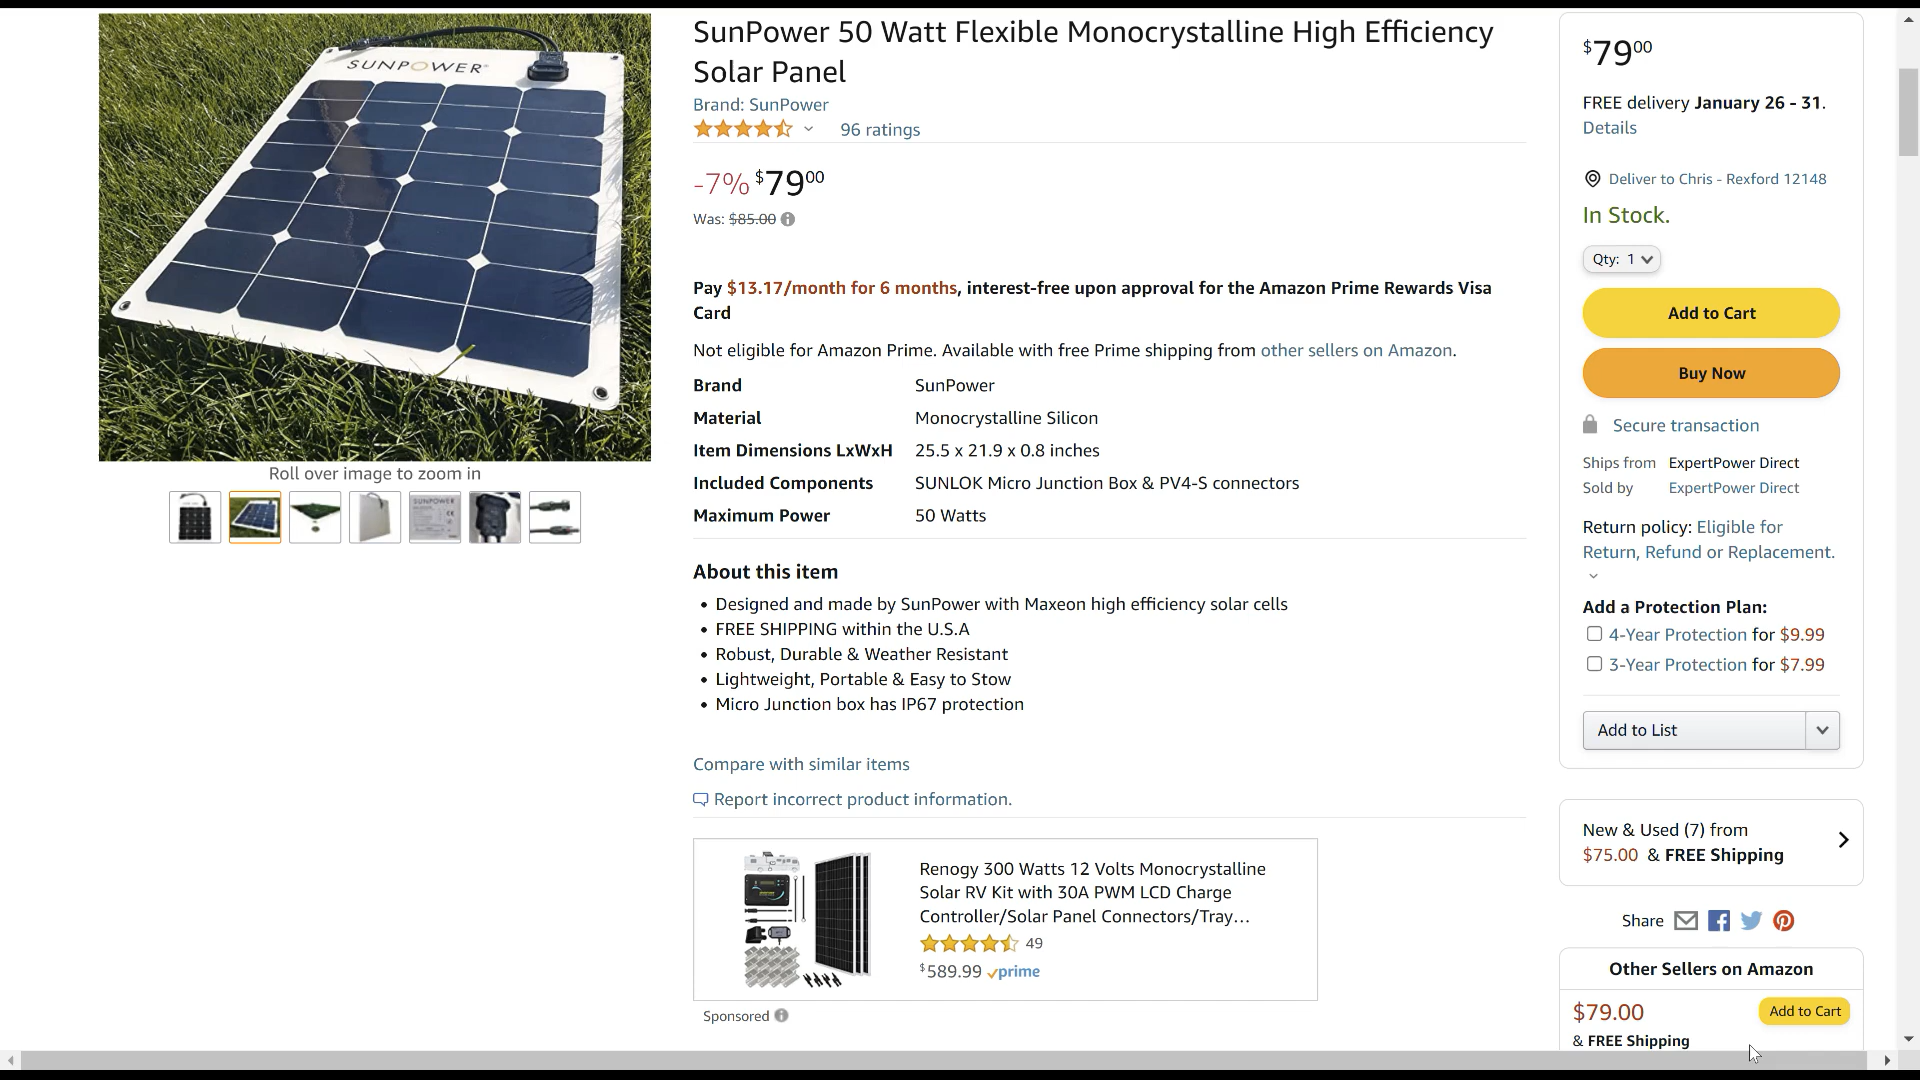 SUNPOWER
Roll over image to zoom in
SunPower 50 Watt Flexible Monocrystalline High Efficiency
Solar Panel
Brand: SunPower
96 ratings
-7% $79 00
Was: $85.00
Pay $13.17/month for 6 months, interest-free upon approval for the Amazon Prime Rewards Visa
Card
Not eligible for Amazon Prime. Available with free Prime shipping from other sellers on Amazon.
Brand SunPower
Material Monocrystalline Silicon
Item Dimensions LxWxH 25.5 x 21.9 x 0.8 inches
Included Components SUNLOK Micro Junction Box & PV4-S connectors
Maximum Power 50 Watts
About this item
• Designed and made by SunPower with Maxeon high efficiency solar cells
• FREE SHIPPING within the U.S.A
• Robust, Durable & Weather Resistant
• Lightweight, Portable & Easy to Stow
• Micro Junction box has IP67 protection
Compare with similar items
Report incorrect product information.
Renogy 300 Watts 12 Volts Monocrystalline
Solar RV Kit with 30A PWM LCD Charge
Controller/Solar Panel Connectors/Tray…
49
$589.99 prime
Sponsored
$79 00
FREE delivery January 26 - 31.
Details
Deliver to Chris - Rexford 12148
In Stock.
Qty: 1
Add to Cart
Buy Now
Secure transaction
Ships from ExpertPower Direct
Sold by ExpertPower Direct
Return policy: Eligible for
Return, Refund or Replacement.
Add a Protection Plan:
4-Year Protection for $9.99
3-Year Protection for $7.99
Add to List
New & Used (7) from
$75.00 & FREE Shipping
Share
Other Sellers on Amazon
$79.00 Add to Cart
& FREE Shipping